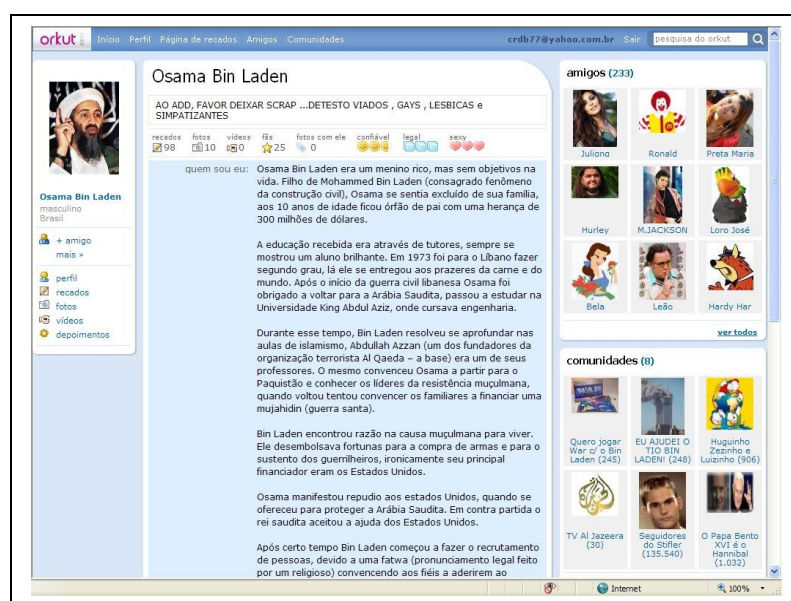 orkut Início Perfil Página de recados Amigos Comunidades crdb77@yahoo.com.br Sair pesquisa do orkut
Osama Bin Laden
masculino
Brasil
+ amigo
mais »
perfil
recados
fotos
vídeos
depoimentos
Osama Bin Laden
AO ADD, FAVOR DEIXAR SCRAP ...DETESTO VIADOS , GAYS , LESBICAS e
SIMPATIZANTES
recados fotos vídeos fãs fotos com ele confiável legal sexy
98 10 0 25 0
quem sou eu: Osama Bin Laden era um menino rico, mas sem objetivos na
vida. Filho de Mohammed Bin Laden (consagrado fenômeno
da construção civil), Osama se sentia excluído de sua família,
aos 10 anos de idade ficou órfão de pai com uma herança de
300 milhões de dólares.
A educação recebida era através de tutores, sempre se
mostrou um aluno brilhante. Em 1973 foi para o Líbano fazer
segundo grau, lá ele se entregou aos prazeres da carne e do
mundo. Após o início da guerra civil libanesa Osama foi
obrigado a voltar para a Arábia Saudita, passou a estudar na
Universidade King Abdul Aziz, onde cursava engenharia.
Durante esse tempo, Bin Laden resolveu se aprofundar nas
aulas de islamismo, Abdullah Azzan (um dos fundadores da
organização terrorista Al Qaeda – a base) era um de seus
professores. O mesmo convenceu Osama a partir para o
Paquistão e conhecer os líderes da resistência muçulmana,
quando voltou tentou convencer os familiares a financiar uma
mujahidin (guerra santa).
Bin Laden encontrou razão na causa muçulmana para viver.
Ele desembolsava fortunas para a compra de armas e para o
sustento dos guerrilheiros, ironicamente seu principal
financiador eram os Estados Unidos.
Osama manifestou repudio aos estados Unidos, quando se
ofereceu para proteger a Arábia Saudita. Em contra partida o
rei saudita aceitou a ajuda dos Estados Unidos.
Após certo tempo Bin Laden começou a fazer o recrutamento
de pessoas, devido a uma fatwa (pronunciamento legal feito
por um religioso) convencendo aos fiéis a aderirem ao
amigos (233)
Juliana Ronald Preta Maria
Hurley M.JACKSON Loro José
Bela Leão Hardy Har
ver todos
comunidades (8)
Quero jogar War c/ o Bin Laden (245)
EU AJUDEI O TIO BIN LADEN! (248)
Huguinho Zezinho e Luizinho (906)
TV Al Jazeera (30)
Seguidores do Stifler (135.540)
O Papa Bento XVI é o Hannibal (1.032)
Internet 100%